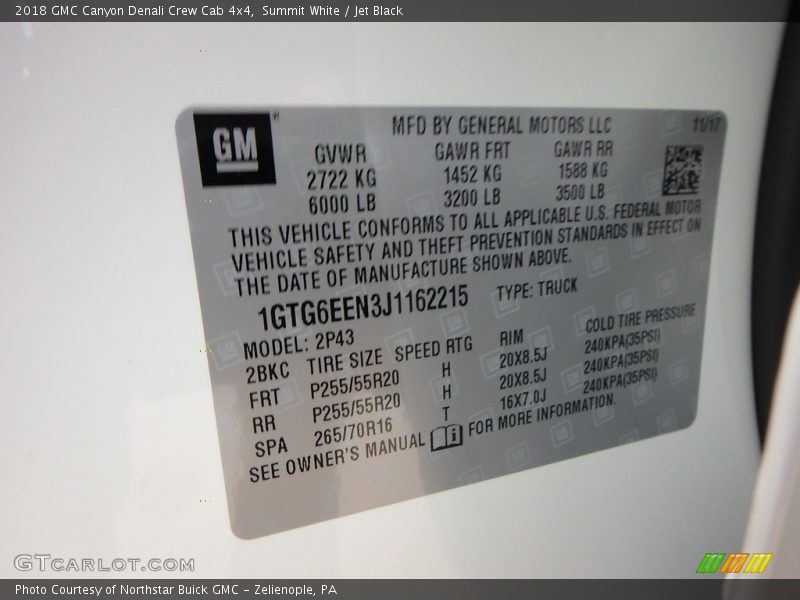 2018 GMC Canyon Denali Crew Cab 4x4, Summit White / Jet Black
GM
MFD BY GENERAL MOTORS LLC 11/17
GVWR GAWR FRT GAWR RR
2722 KG 1452 KG 1588 KG
6000 LB 3200 LB 3500 LB
THIS VEHICLE CONFORMS TO ALL APPLICABLE U.S. FEDERAL MOTOR
VEHICLE SAFETY AND THEFT PREVENTION STANDARDS IN EFFECT ON
THE DATE OF MANUFACTURE SHOWN ABOVE.
1GTG6EEN3J1162215 TYPE: TRUCK
MODEL: 2P43
2BKC TIRE SIZE SPEED RTG RIM COLD TIRE PRESSURE
FRT P255/55R20 H 20X8.5J 240KPA(35PSI)
RR P255/55R20 H 20X8.5J 240KPA(35PSI)
SPA 265/70R16 T 16X7.0J 240KPA(35PSI)
SEE OWNER'S MANUAL i FOR MORE INFORMATION.
GTcarlot.com
Photo Courtesy of Northstar Buick GMC - Zelienople, PA